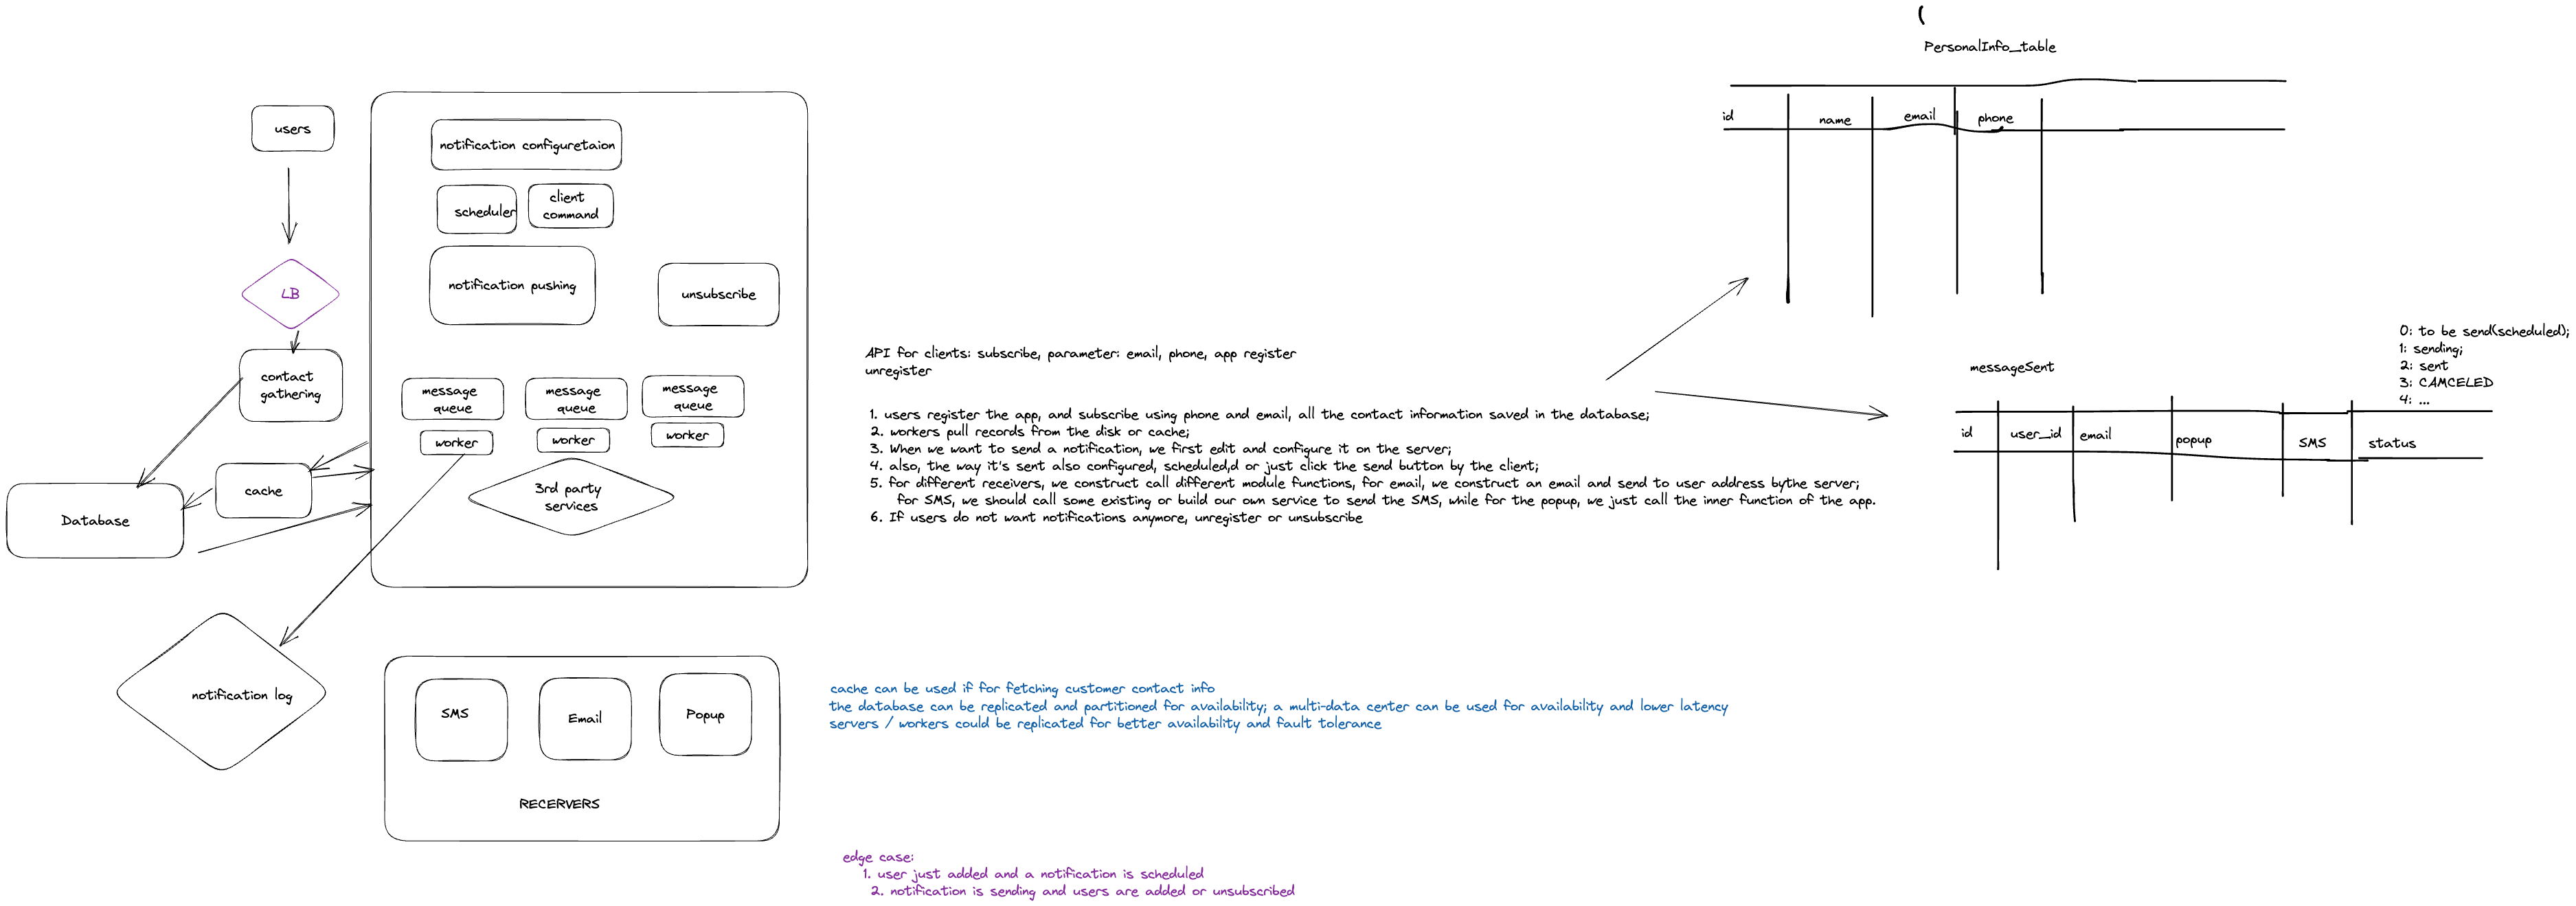 (
PersonalInfo_table
id
name
email
phone
users
LB
contact
gathering
cache
Database
notification log
notification configuretaion
scheduler
client
command
notification pushing
unsubscribe
message
queue
message
queue
message
queue
worker
worker
worker
3rd party
services
SMS
Email
Popup
RECERVERS
API for clients: subscribe, parameter: email, phone, app register
unregister
1. users register the app, and subscribe using phone and email, all the contact information saved in the database;
2. workers pull records from the disk or cache;
3. When we want to send a notification, we first edit and configure it on the server;
4. also, the way it's sent also configured, scheduled,d or just click the send button by the client;
5. for different receivers, we construct call different module functions, for email, we construct an email and send to user address bythe server;
for SMS, we should call some existing or build our own service to send the SMS, while for the popup, we just call the inner function of the app.
6. If users do not want notifications anymore, unregister or unsubscribe
messageSent
0: to be send(scheduled);
1: sending;
2: sent
3: CAMCELED
4: ...
id
user_id
email
popup
SMS
status
cache can be used if for fetching customer contact info
the database can be replicated and partitioned for availability; a multi-data center can be used for availability and lower latency
servers / workers could be replicated for better availability and fault tolerance
edge case:
1. user just added and a notification is scheduled
2. notification is sending and users are added or unsubscribed